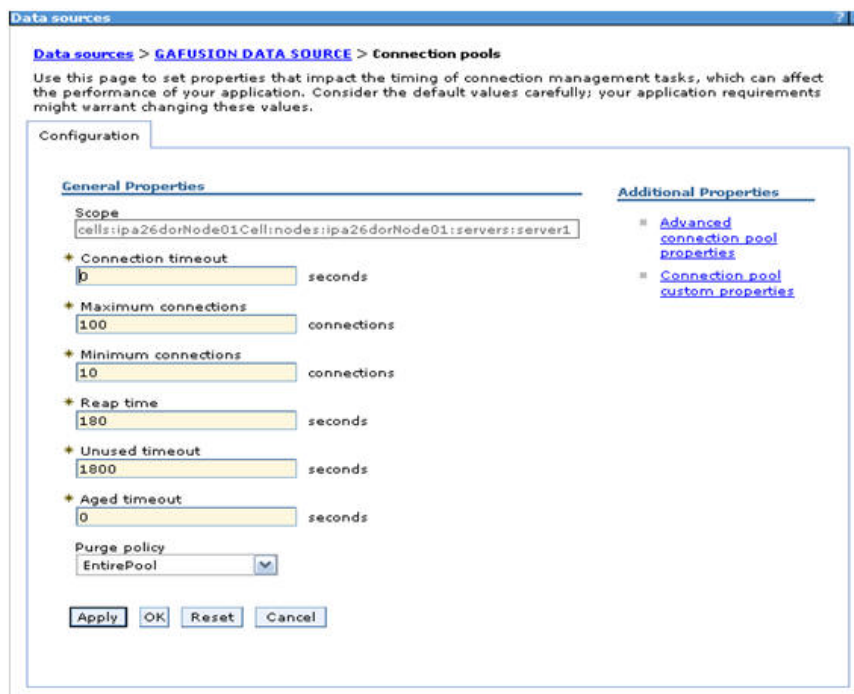 Data sources
?
Data sources > GAFUSION DATA SOURCE > Connection pools
Use this page to set properties that impact the timing of connection management tasks, which can affect
the performance of your application. Consider the default values carefully; your application requirements
might warrant changing these values.
Configuration
General Properties
Scope
cells:ipa26dorNode01Cell:nodes:ipa26dorNode01:servers:server1
* Connection timeout
0 seconds
* Maximum connections
100 connections
* Minimum connections
10 connections
* Reap time
180 seconds
* Unused timeout
1800 seconds
* Aged timeout
0 seconds
Purge policy
EntirePool
Apply OK Reset Cancel
Additional Properties
Advanced
connection pool
properties
Connection pool
custom properties